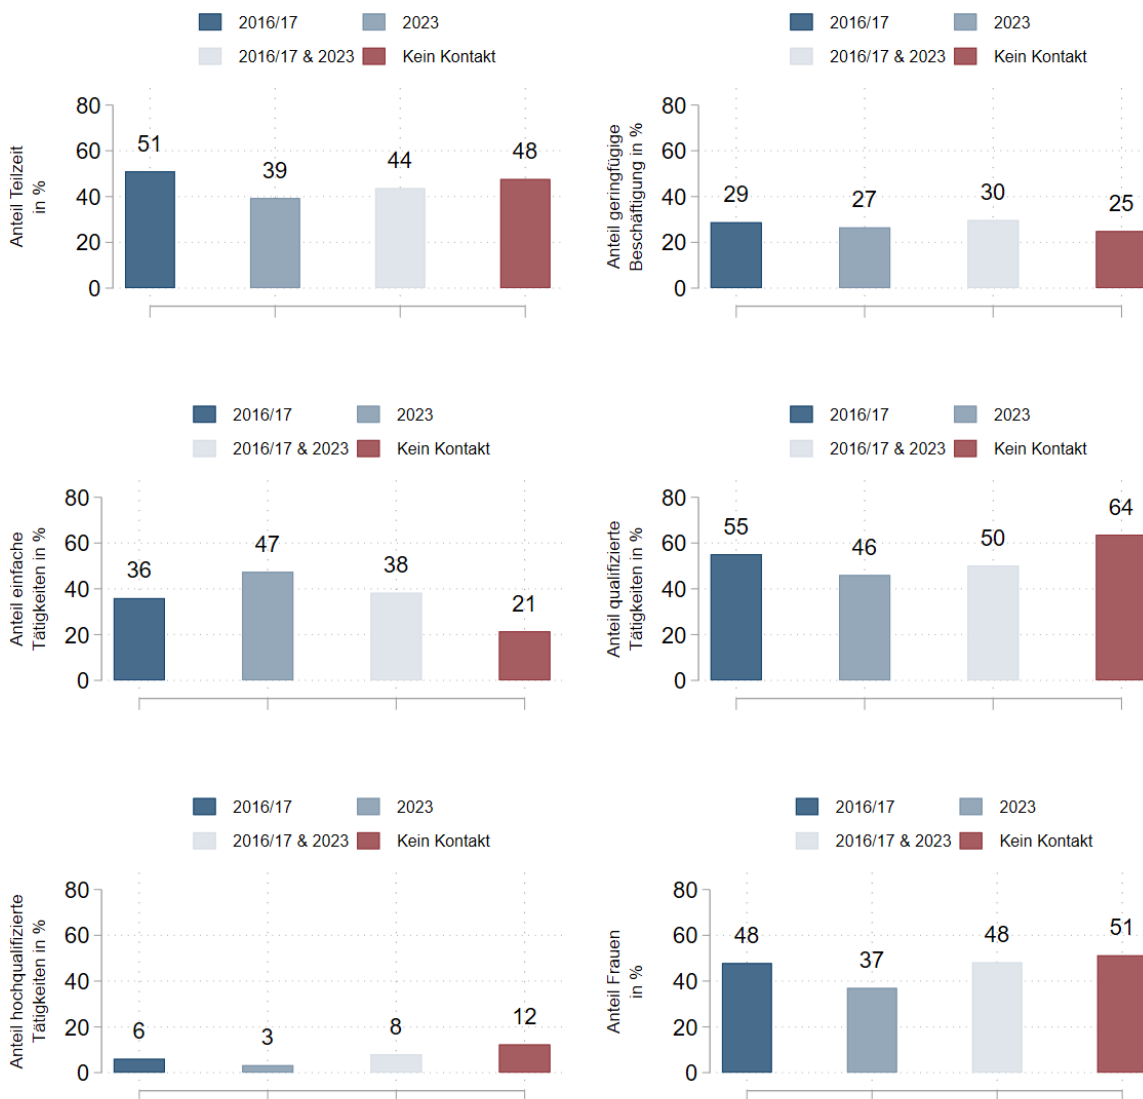 2016/17
2023
2016/17 & 2023
Kein Kontakt
Anteil Teilzeit
in %
80
60
40
20
0
51
39
44
48
2016/17
2023
2016/17 & 2023
Kein Kontakt
Anteil geringfügige
Beschäftigung in %
80
60
40
20
0
29
27
30
25
2016/17
2023
2016/17 & 2023
Kein Kontakt
Anteil einfache
Tätigkeiten in %
80
60
40
20
0
36
47
38
21
2016/17
2023
2016/17 & 2023
Kein Kontakt
Anteil qualifizierte
Tätigkeiten in %
80
60
40
20
0
55
46
50
64
2016/17
2023
2016/17 & 2023
Kein Kontakt
Anteil hochqualifizierte
Tätigkeiten in %
80
60
40
20
0
6
3
8
12
2016/17
2023
2016/17 & 2023
Kein Kontakt
Anteil Frauen
in %
80
60
40
20
0
48
37
48
51